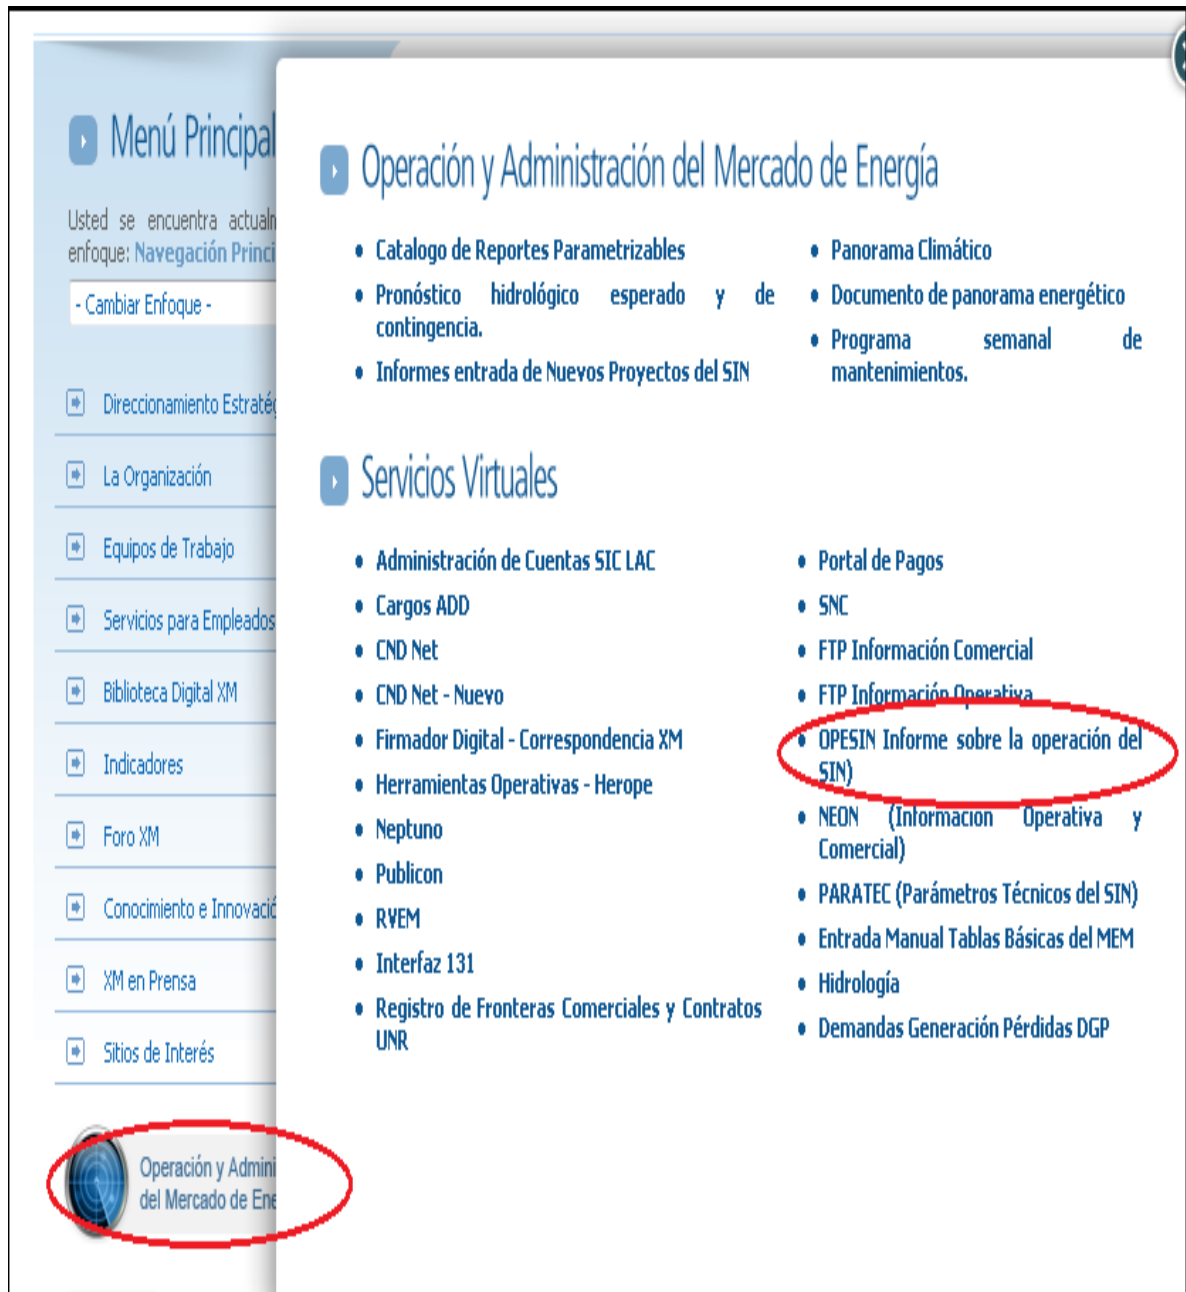 Menú Principal
Usted se encuentra
enfoque: Navegación
- Cambiar Enfoque -
Direccionamiento
La Organización
Equipos de Trabajo
Servicios para Empleados
Biblioteca Digital XM
Indicadores
Foro XM
Conocimiento e
XM en Prensa
Sitios de Interés
Operación y
del Mercado de
Operación y Administración del Mercado de Energía
Catalogo de Reportes Parametrizables
Pronóstico hidrológico esperado y de
contingencia.
Informes entrada de Nuevos Proyectos del SIN
Panorama Climático
Documento de panorama energético
Programa semanal de
mantenimientos.
Servicios Virtuales
Administración de Cuentas SIC LAC
Cargos ADD
CND Net
CND Net - Nuevo
Firmador Digital - Correspondencia XM
Herramientas Operativas - Herope
Neptuno
Publicon
RVEM
Interfaz 131
Registro de Fronteras Comerciales y Contratos
UNR
Portal de Pagos
SNC
FTP Información Comercial
FTP Información Operativa
OPESIN Informe sobre la operación del
SIN)
NEON (Informacion Operativa y
Comercial)
PARATEC (Parámetros Técnicos del SIN)
Entrada Manual Tablas Básicas del MEM
Hidrología
Demandas Generación Pérdidas DGP